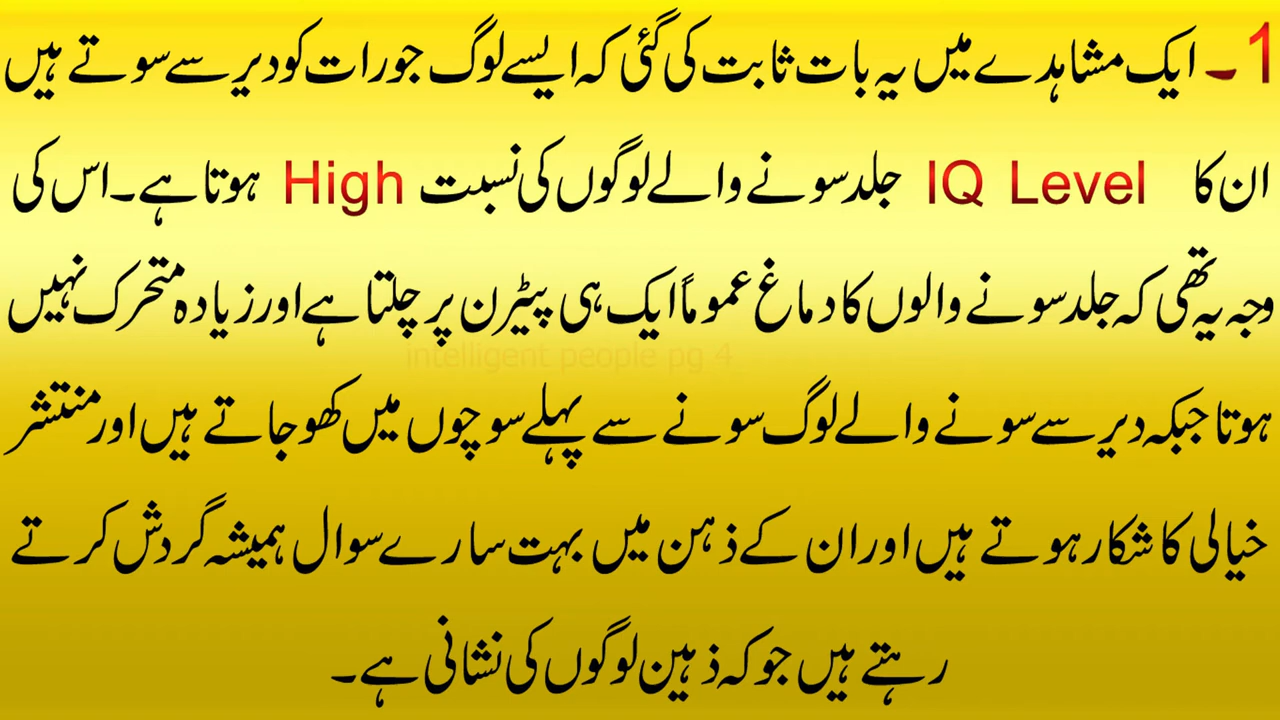 1۔ ایک مشاہدے میں یہ بات ثابت کی گئی کہ ایسے لوگ جو رات کو دیر سے سوتے ہیں
ان کا IQ Level جلد سونے والے لوگوں کی نسبت High ہوتا ہے۔ اس کی
وجہ یہ تھی کہ جلد سونے والوں کا دماغ عموماً ایک ہی پیٹرن پر چلتا ہے اور زیادہ متحرک نہیں
intelligent people pg 4
ہوتا جبکہ دیر سے سونے والے لوگ سونے سے پہلے سوچوں میں کھو جاتے ہیں اور منتشر
خیالی کا شکار ہوتے ہیں اور ان کے ذہن میں بہت سارے سوال ہمیشہ گردش کرتے
رہتے ہیں جو کہ ذہین لوگوں کی نشانی ہے۔